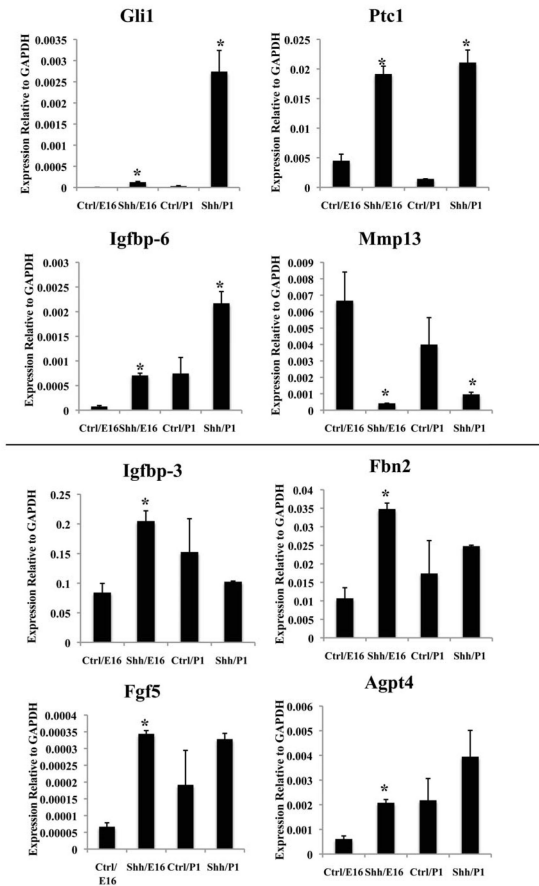 Gli1
Expression Relative to GAPDH
0.0035
0.003
0.0025
0.002
0.0015
0.001
0.0005
0
*
*
Ctrl/E16 Shh/E16 Ctrl/P1 Shh/P1
Ptc1
Expression Relative to GAPDH
0.025
0.02
0.015
0.01
0.005
0
*
*
Ctrl/E16 Shh/E16 Ctrl/P1 Shh/P1
Igfbp-6
Expression Relative to GAPDH
0.003
0.0025
0.002
0.0015
0.001
0.0005
0
*
*
Ctrl/E16 Shh/E16 Ctrl/P1 Shh/P1
Mmp13
Expression Relative to GAPDH
0.009
0.008
0.007
0.006
0.005
0.004
0.003
0.002
0.001
0
*
*
Ctrl/E16 Shh/E16 Ctrl/P1 Shh/P1
Igfbp-3
Expression Relative to GAPDH
0.25
0.2
0.15
0.1
0.05
0
*
Ctrl/E16 Shh/E16 Ctrl/P1 Shh/P1
Fbn2
Expression Relative to GAPDH
0.04
0.035
0.03
0.025
0.02
0.015
0.01
0.005
0
*
Ctrl/E16 Shh/E16 Ctrl/P1 Shh/P1
Fgf5
Expression Relative to GAPDH
0.0004
0.00035
0.0003
0.00025
0.0002
0.00015
0.0001
0.00005
0
*
Ctrl/
E16
Shh/E16 Ctrl/P1 Shh/P1
Agpt4
Expression Relative to GAPDH
0.006
0.005
0.004
0.003
0.002
0.001
0
*
Ctrl/E16 Shh/E16 Ctrl/P1 Shh/P1